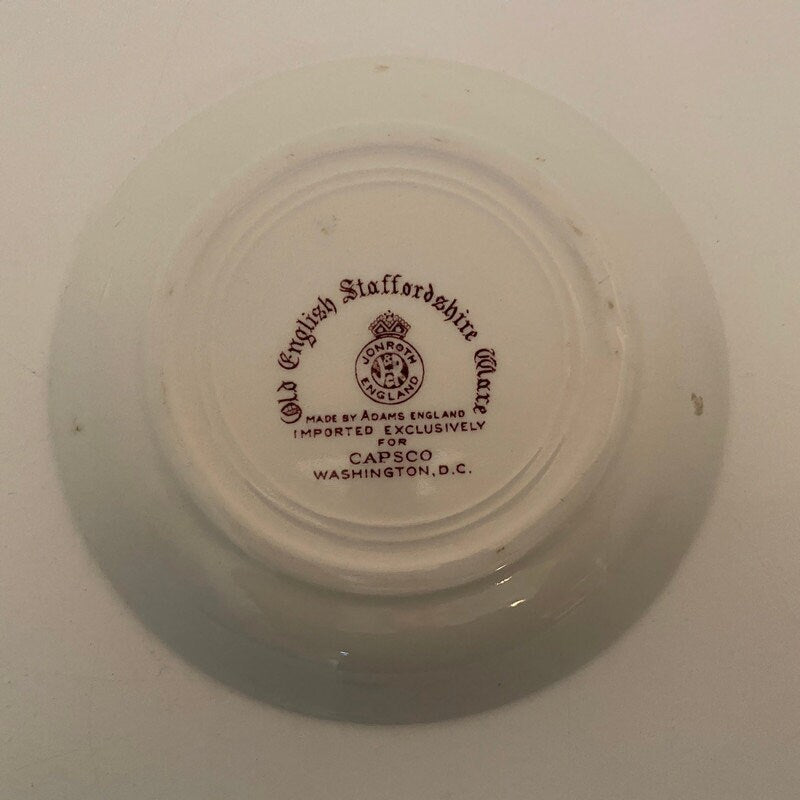 Old English Staffordshire Ware
JONROTH
ENGLAND
MADE BY ADAMS ENGLAND
IMPORTED EXCLUSIVELY
FOR
CAPSCO
WASHINGTON, D.C.